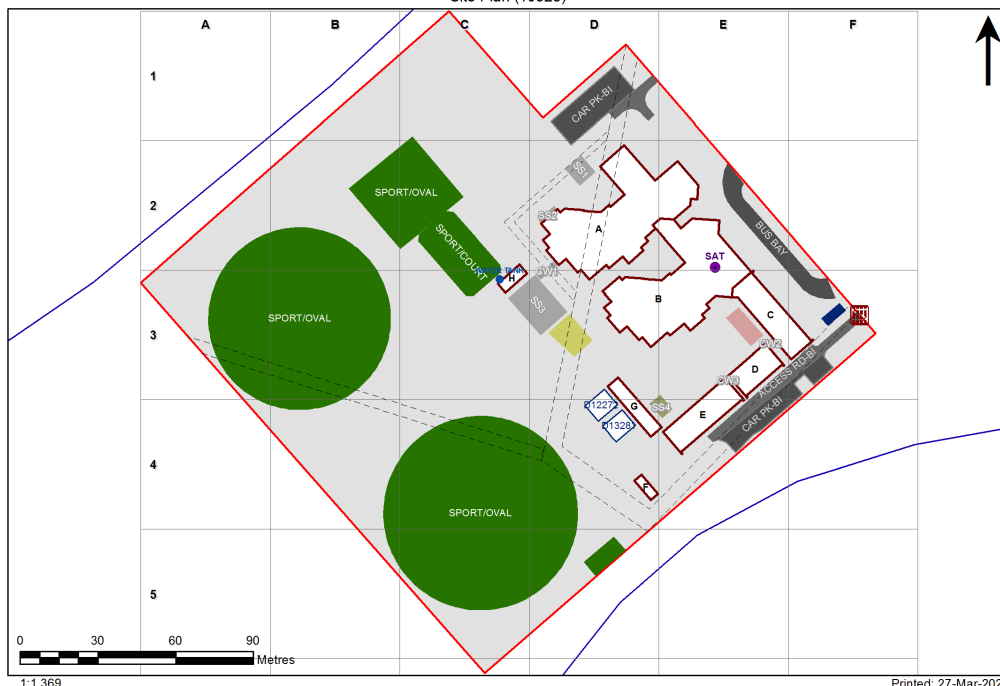 A B C D E F
1
CAR PK-BI
SS1
SPORT/OVAL
2
SS2
BUS BAY
A
SPORT/COURT
SAT
CW1
H
B
SS3
SPORT/OVAL
C
3
CW2
D
ACCESS RD-BI
CW3
D12272
G
SS4
CAR PK-BI
E
4
F
SPORT/OVAL
5
0 30 60 90
Metres
1:1,369